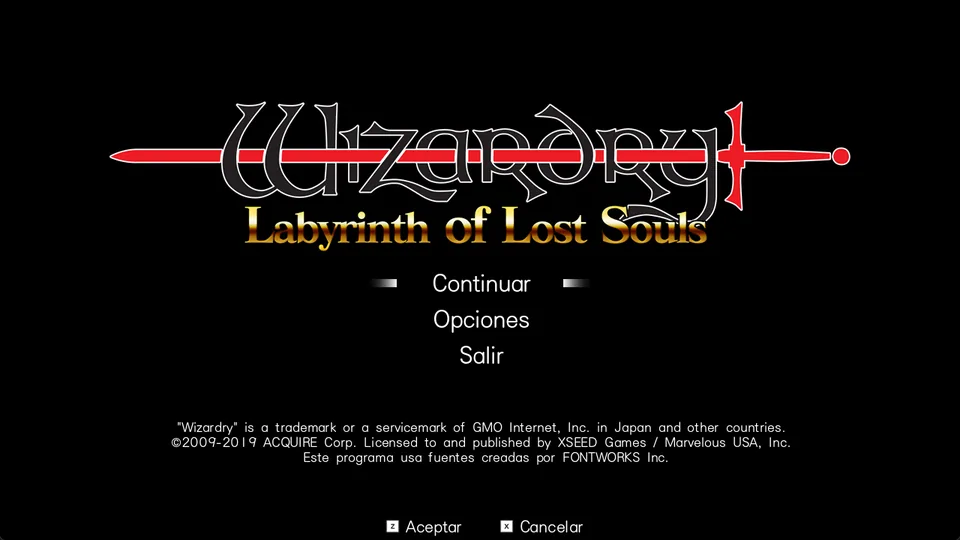 Wizardry
Labyrinth of Lost Souls
Continuar
Opciones
Salir
"Wizardry" is a trademark or a servicemark of GMO Internet, Inc. in Japan and other countries.
©2009-2019 ACQUIRE Corp. Licensed to and published by XSEED Games / Marvelous USA, Inc.
Este programa usa fuentes creadas por FONTWORKS Inc.
Z Aceptar X Cancelar